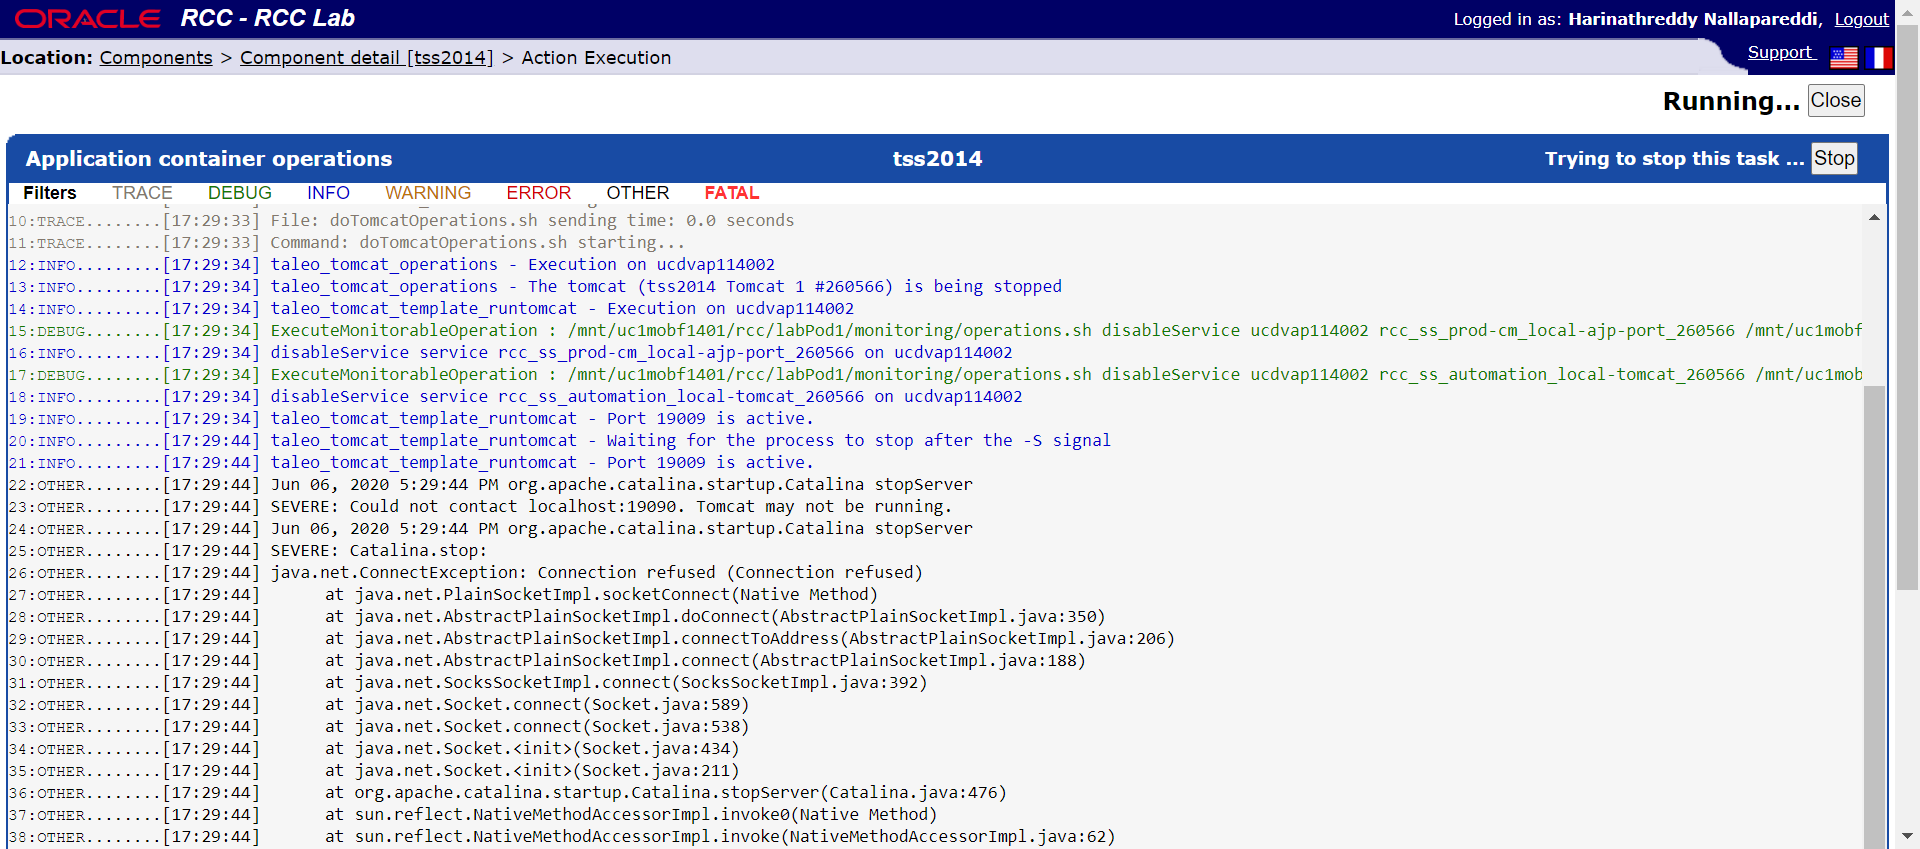 ORACLE RCC - RCC Lab
Logged in as: Harinathreddy Nallapareddi, Logout
Location: Components > Component detail [tss2014] > Action Execution
Support
Running... Close
Application container operations tss2014 Trying to stop this task ... Stop
Filters TRACE DEBUG INFO WARNING ERROR OTHER FATAL
10:TRACE........[17:29:33] File: doTomcatOperations.sh sending time: 0.0 seconds
11:TRACE........[17:29:33] Command: doTomcatOperations.sh starting...
12:INFO.........[17:29:34] taleo_tomcat_operations - Execution on ucdvap114002
13:INFO.........[17:29:34] taleo_tomcat_operations - The tomcat (tss2014 Tomcat 1 #260566) is being stopped
14:INFO.........[17:29:34] taleo_tomcat_template_runtomcat - Execution on ucdvap114002
15:DEBUG........[17:29:34] ExecuteMonitorableOperation : /mnt/uc1mobf1401/rcc/labPod1/monitoring/operations.sh disableService ucdvap114002 rcc_ss_prod-cm_local-ajp-port_260566 /mnt/uc1mobf
16:INFO.........[17:29:34] disableService service rcc_ss_prod-cm_local-ajp-port_260566 on ucdvap114002
17:DEBUG........[17:29:34] ExecuteMonitorableOperation : /mnt/uc1mobf1401/rcc/labPod1/monitoring/operations.sh disableService ucdvap114002 rcc_ss_automation_local-tomcat_260566 /mnt/uc1mob
18:INFO.........[17:29:34] disableService service rcc_ss_automation_local-tomcat_260566 on ucdvap114002
19:INFO.........[17:29:34] taleo_tomcat_template_runtomcat - Port 19009 is active.
20:INFO.........[17:29:44] taleo_tomcat_template_runtomcat - Waiting for the process to stop after the -S signal
21:INFO.........[17:29:44] taleo_tomcat_template_runtomcat - Port 19009 is active.
22:OTHER........[17:29:44] Jun 06, 2020 5:29:44 PM org.apache.catalina.startup.Catalina stopServer
23:OTHER........[17:29:44] SEVERE: Could not contact localhost:19090. Tomcat may not be running.
24:OTHER........[17:29:44] Jun 06, 2020 5:29:44 PM org.apache.catalina.startup.Catalina stopServer
25:OTHER........[17:29:44] SEVERE: Catalina.stop:
26:OTHER........[17:29:44] java.net.ConnectException: Connection refused (Connection refused)
27:OTHER........[17:29:44] at java.net.PlainSocketImpl.socketConnect(Native Method)
28:OTHER........[17:29:44] at java.net.AbstractPlainSocketImpl.doConnect(AbstractPlainSocketImpl.java:350)
29:OTHER........[17:29:44] at java.net.AbstractPlainSocketImpl.connectToAddress(AbstractPlainSocketImpl.java:206)
30:OTHER........[17:29:44] at java.net.AbstractPlainSocketImpl.connect(AbstractPlainSocketImpl.java:188)
31:OTHER........[17:29:44] at java.net.SocksSocketImpl.connect(SocksSocketImpl.java:392)
32:OTHER........[17:29:44] at java.net.Socket.connect(Socket.java:589)
33:OTHER........[17:29:44] at java.net.Socket.connect(Socket.java:538)
34:OTHER........[17:29:44] at java.net.Socket.<init>(Socket.java:434)
35:OTHER........[17:29:44] at java.net.Socket.<init>(Socket.java:211)
36:OTHER........[17:29:44] at org.apache.catalina.startup.Catalina.stopServer(Catalina.java:476)
37:OTHER........[17:29:44] at sun.reflect.NativeMethodAccessorImpl.invoke0(Native Method)
38:OTHER........[17:29:44] at sun.reflect.NativeMethodAccessorImpl.invoke(NativeMethodAccessorImpl.java:62)